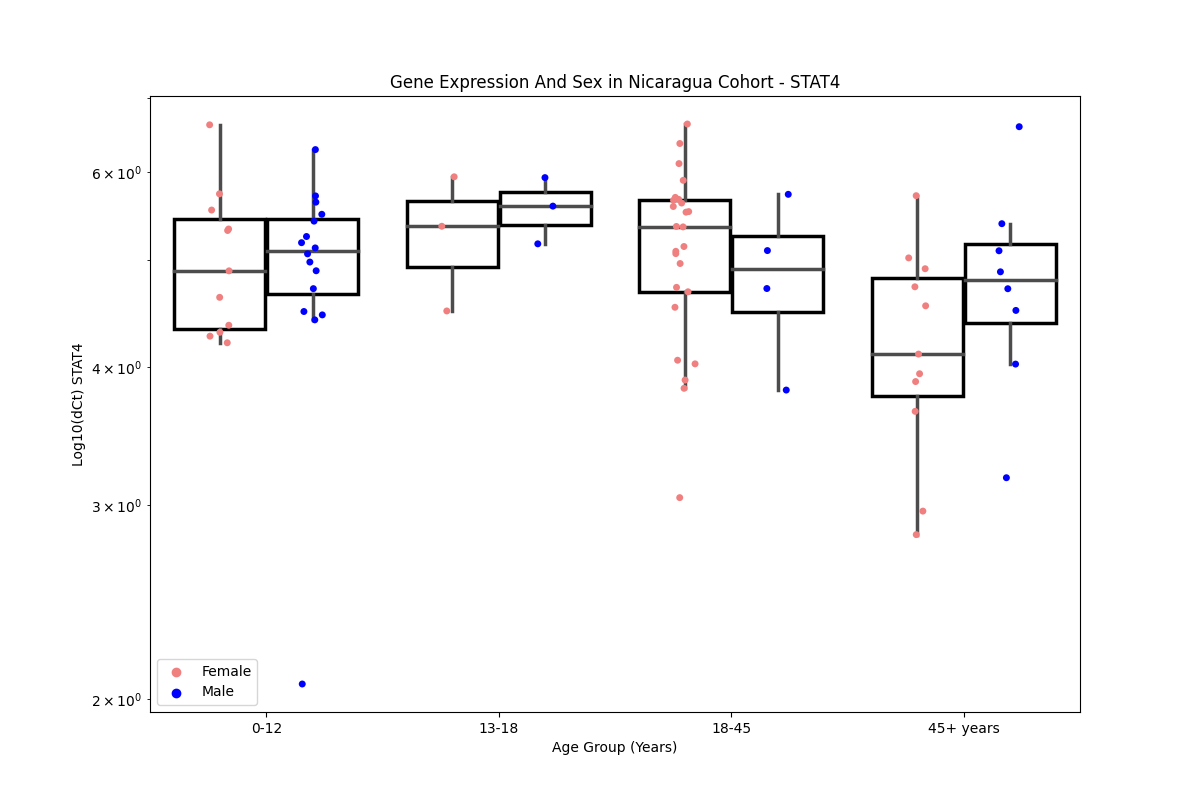 Gene Expression And Sex in Nicaragua Cohort - STAT4
Log10(dCt) STAT4
6 × 10⁰
4 × 10⁰
3 × 10⁰
2 × 10⁰
Female
Male
0-12
13-18
18-45
45+ years
Age Group (Years)